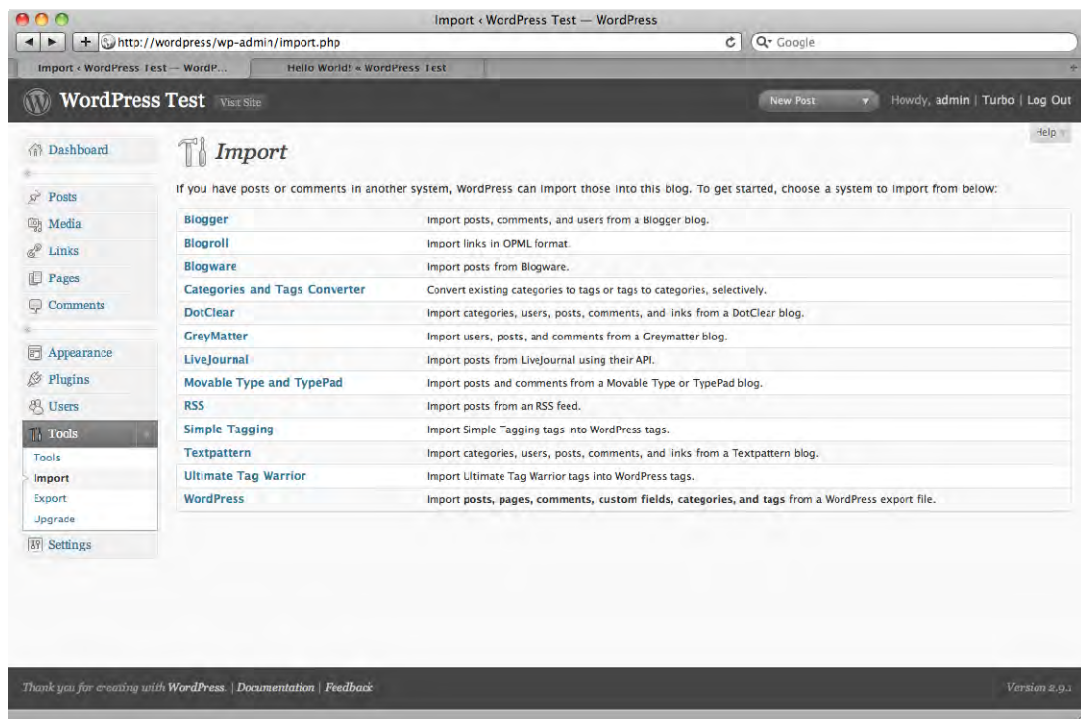 Import ‹ WordPress Test — WordPress
http://wordpress/wp-admin/import.php
Google
Import ‹ WordPress Test — WordP...
Hello World! « WordPress Test
WordPress Test
Visit Site
New Post
Howdy, admin | Turbo | Log Out
Help
Dashboard
Posts
Media
Links
Pages
Comments
Appearance
Plugins
Users
Tools
Tools
Import
Export
Upgrade
Settings
Import
If you have posts or comments in another system, WordPress can import those into this blog. To get started, choose a system to import from below:
Blogger Import posts, comments, and users from a Blogger blog.
Blogroll Import links in OPML format.
Blogware Import posts from Blogware.
Categories and Tags Converter Convert existing categories to tags or tags to categories, selectively.
DotClear Import categories, users, posts, comments, and links from a DotClear blog.
GreyMatter Import users, posts, and comments from a Greymatter blog.
LiveJournal Import posts from LiveJournal using their API.
Movable Type and TypePad Import posts and comments from a Movable Type or TypePad blog.
RSS Import posts from an RSS feed.
Simple Tagging Import Simple Tagging tags into WordPress tags.
Textpattern Import categories, users, posts, comments, and links from a Textpattern blog.
Ultimate Tag Warrior Import Ultimate Tag Warrior tags into WordPress tags.
WordPress Import posts, pages, comments, custom fields, categories, and tags from a WordPress export file.
Thank you for creating with WordPress. | Documentation | Feedback
Version 2.9.1